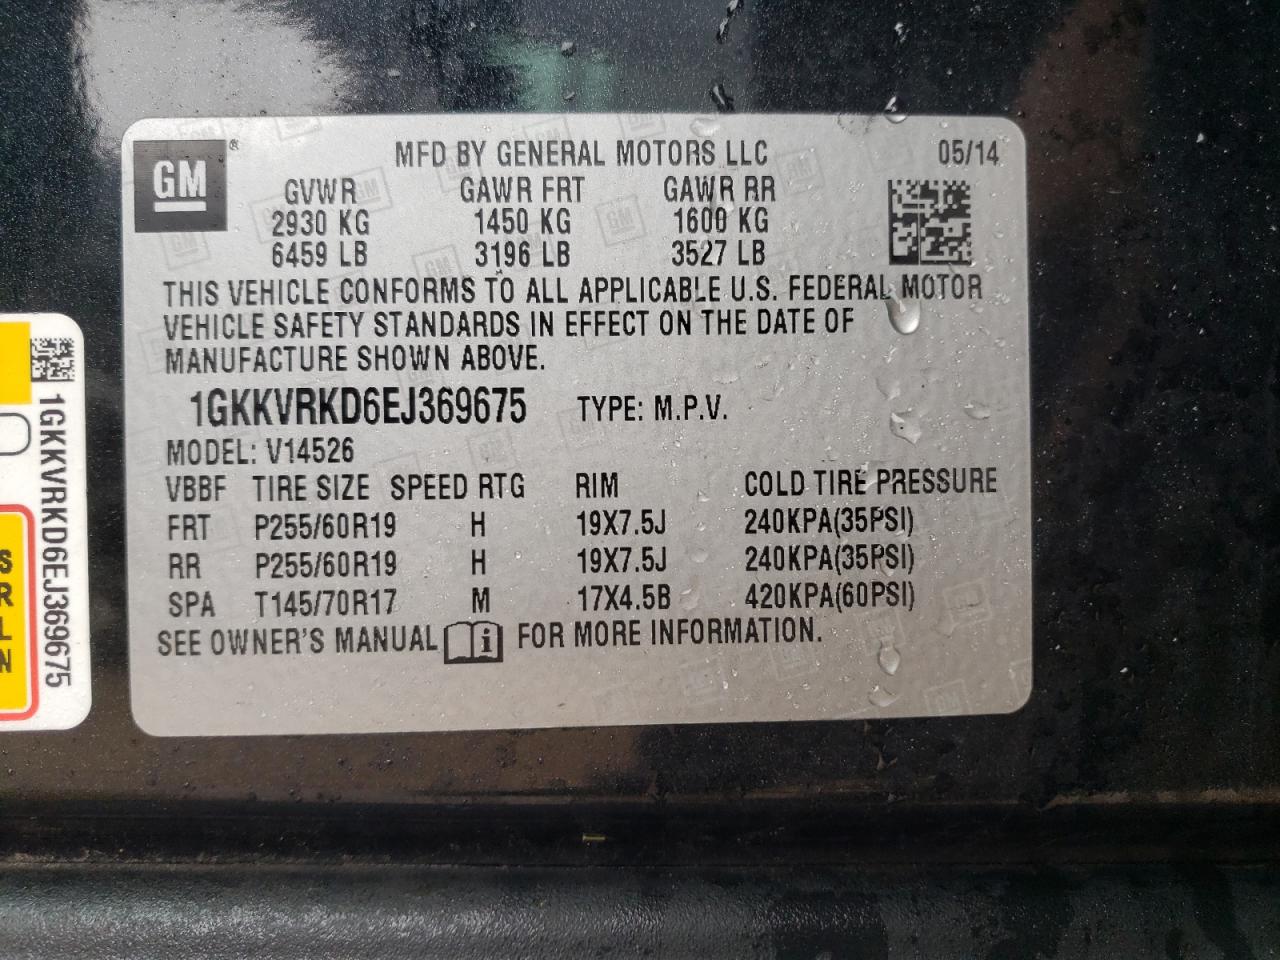 GM ® MFD BY GENERAL MOTORS LLC 05/14
GVWR GAWR FRT GAWR RR
2930 KG 1450 KG 1600 KG
6459 LB 3196 LB 3527 LB
THIS VEHICLE CONFORMS TO ALL APPLICABLE U.S. FEDERAL MOTOR
VEHICLE SAFETY STANDARDS IN EFFECT ON THE DATE OF
MANUFACTURE SHOWN ABOVE.
1GKKVRKD6EJ369675 TYPE: M.P.V.
MODEL: V14526
VBBF TIRE SIZE SPEED RTG RIM COLD TIRE PRESSURE
FRT P255/60R19 H 19X7.5J 240KPA(35PSI)
RR P255/60R19 H 19X7.5J 240KPA(35PSI)
SPA T145/70R17 M 17X4.5B 420KPA(60PSI)
SEE OWNER'S MANUAL i FOR MORE INFORMATION.
1GKKVRKD6EJ369675
S
R
L
N